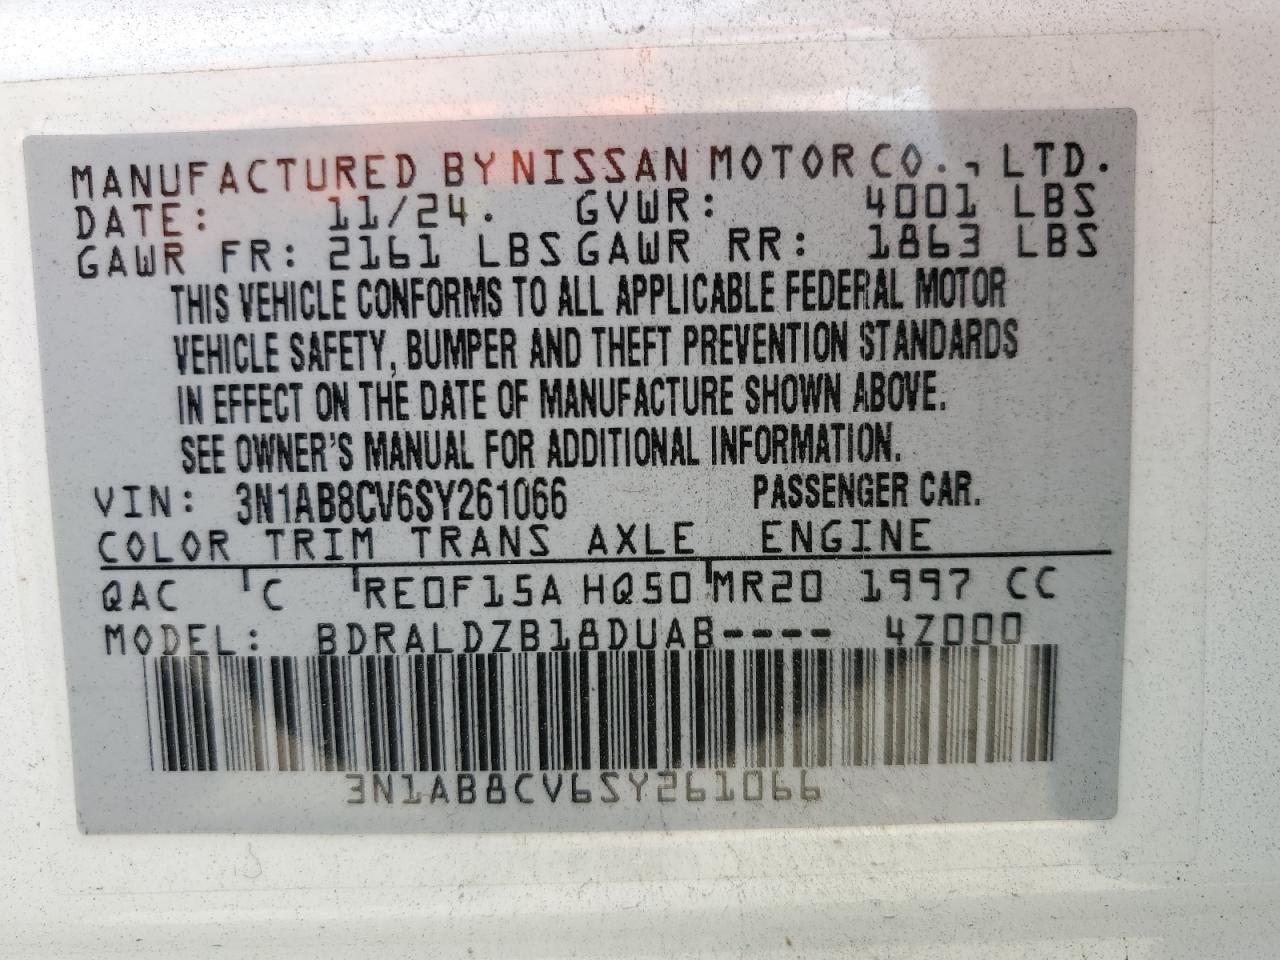 MANUFACTURED BY NISSAN MOTOR CO., LTD.
DATE: 11/24. GVWR: 4001 LBS
GAWR FR: 2161 LBS GAWR RR: 1863 LBS
THIS VEHICLE CONFORMS TO ALL APPLICABLE FEDERAL MOTOR
VEHICLE SAFETY, BUMPER AND THEFT PREVENTION STANDARDS
IN EFFECT ON THE DATE OF MANUFACTURE SHOWN ABOVE.
SEE OWNER'S MANUAL FOR ADDITIONAL INFORMATION.
VIN: 3N1AB8CV6SY261066 PASSENGER CAR.
COLOR TRIM TRANS AXLE ENGINE
QAC C RE0F15A HQ50 MR20 1997 CC
MODEL: BDRALDZB18DUAB---- 4Z000
3N1AB8CV6SY261066